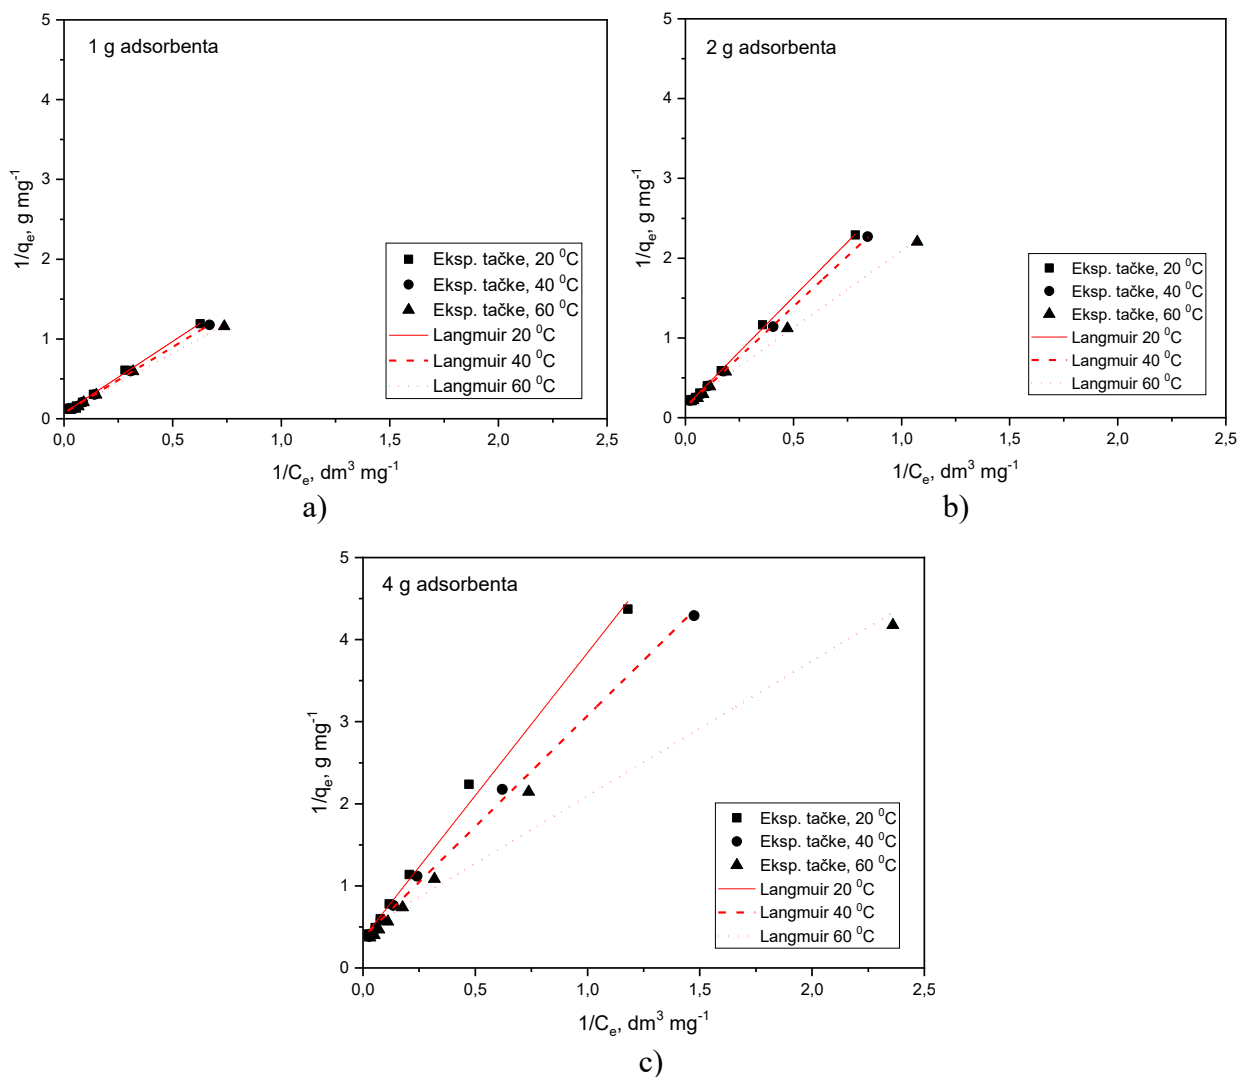 1 g adsorbenta
5
4
3
2
1
0
1/qe, g mg-1
Eksp. tačke, 20 0C
Eksp. tačke, 40 0C
Eksp. tačke, 60 0C
Langmuir 20 0C
Langmuir 40 0C
Langmuir 60 0C
0,0 0,5 1,0 1,5 2,0 2,5
1/Ce, dm3 mg-1
a)
2 g adsorbenta
5
4
3
2
1
0
1/qe, g mg-1
Eksp. tačke, 20 0C
Eksp. tačke, 40 0C
Eksp. tačke, 60 0C
Langmuir 20 0C
Langmuir 40 0C
Langmuir 60 0C
0,0 0,5 1,0 1,5 2,0 2,5
1/Ce, dm3 mg-1
b)
4 g adsorbenta
5
4
3
2
1
0
1/qe, g mg-1
Eksp. tačke, 20 0C
Eksp. tačke, 40 0C
Eksp. tačke, 60 0C
Langmuir 20 0C
Langmuir 40 0C
Langmuir 60 0C
0,0 0,5 1,0 1,5 2,0 2,5
1/Ce, dm3 mg-1
c)